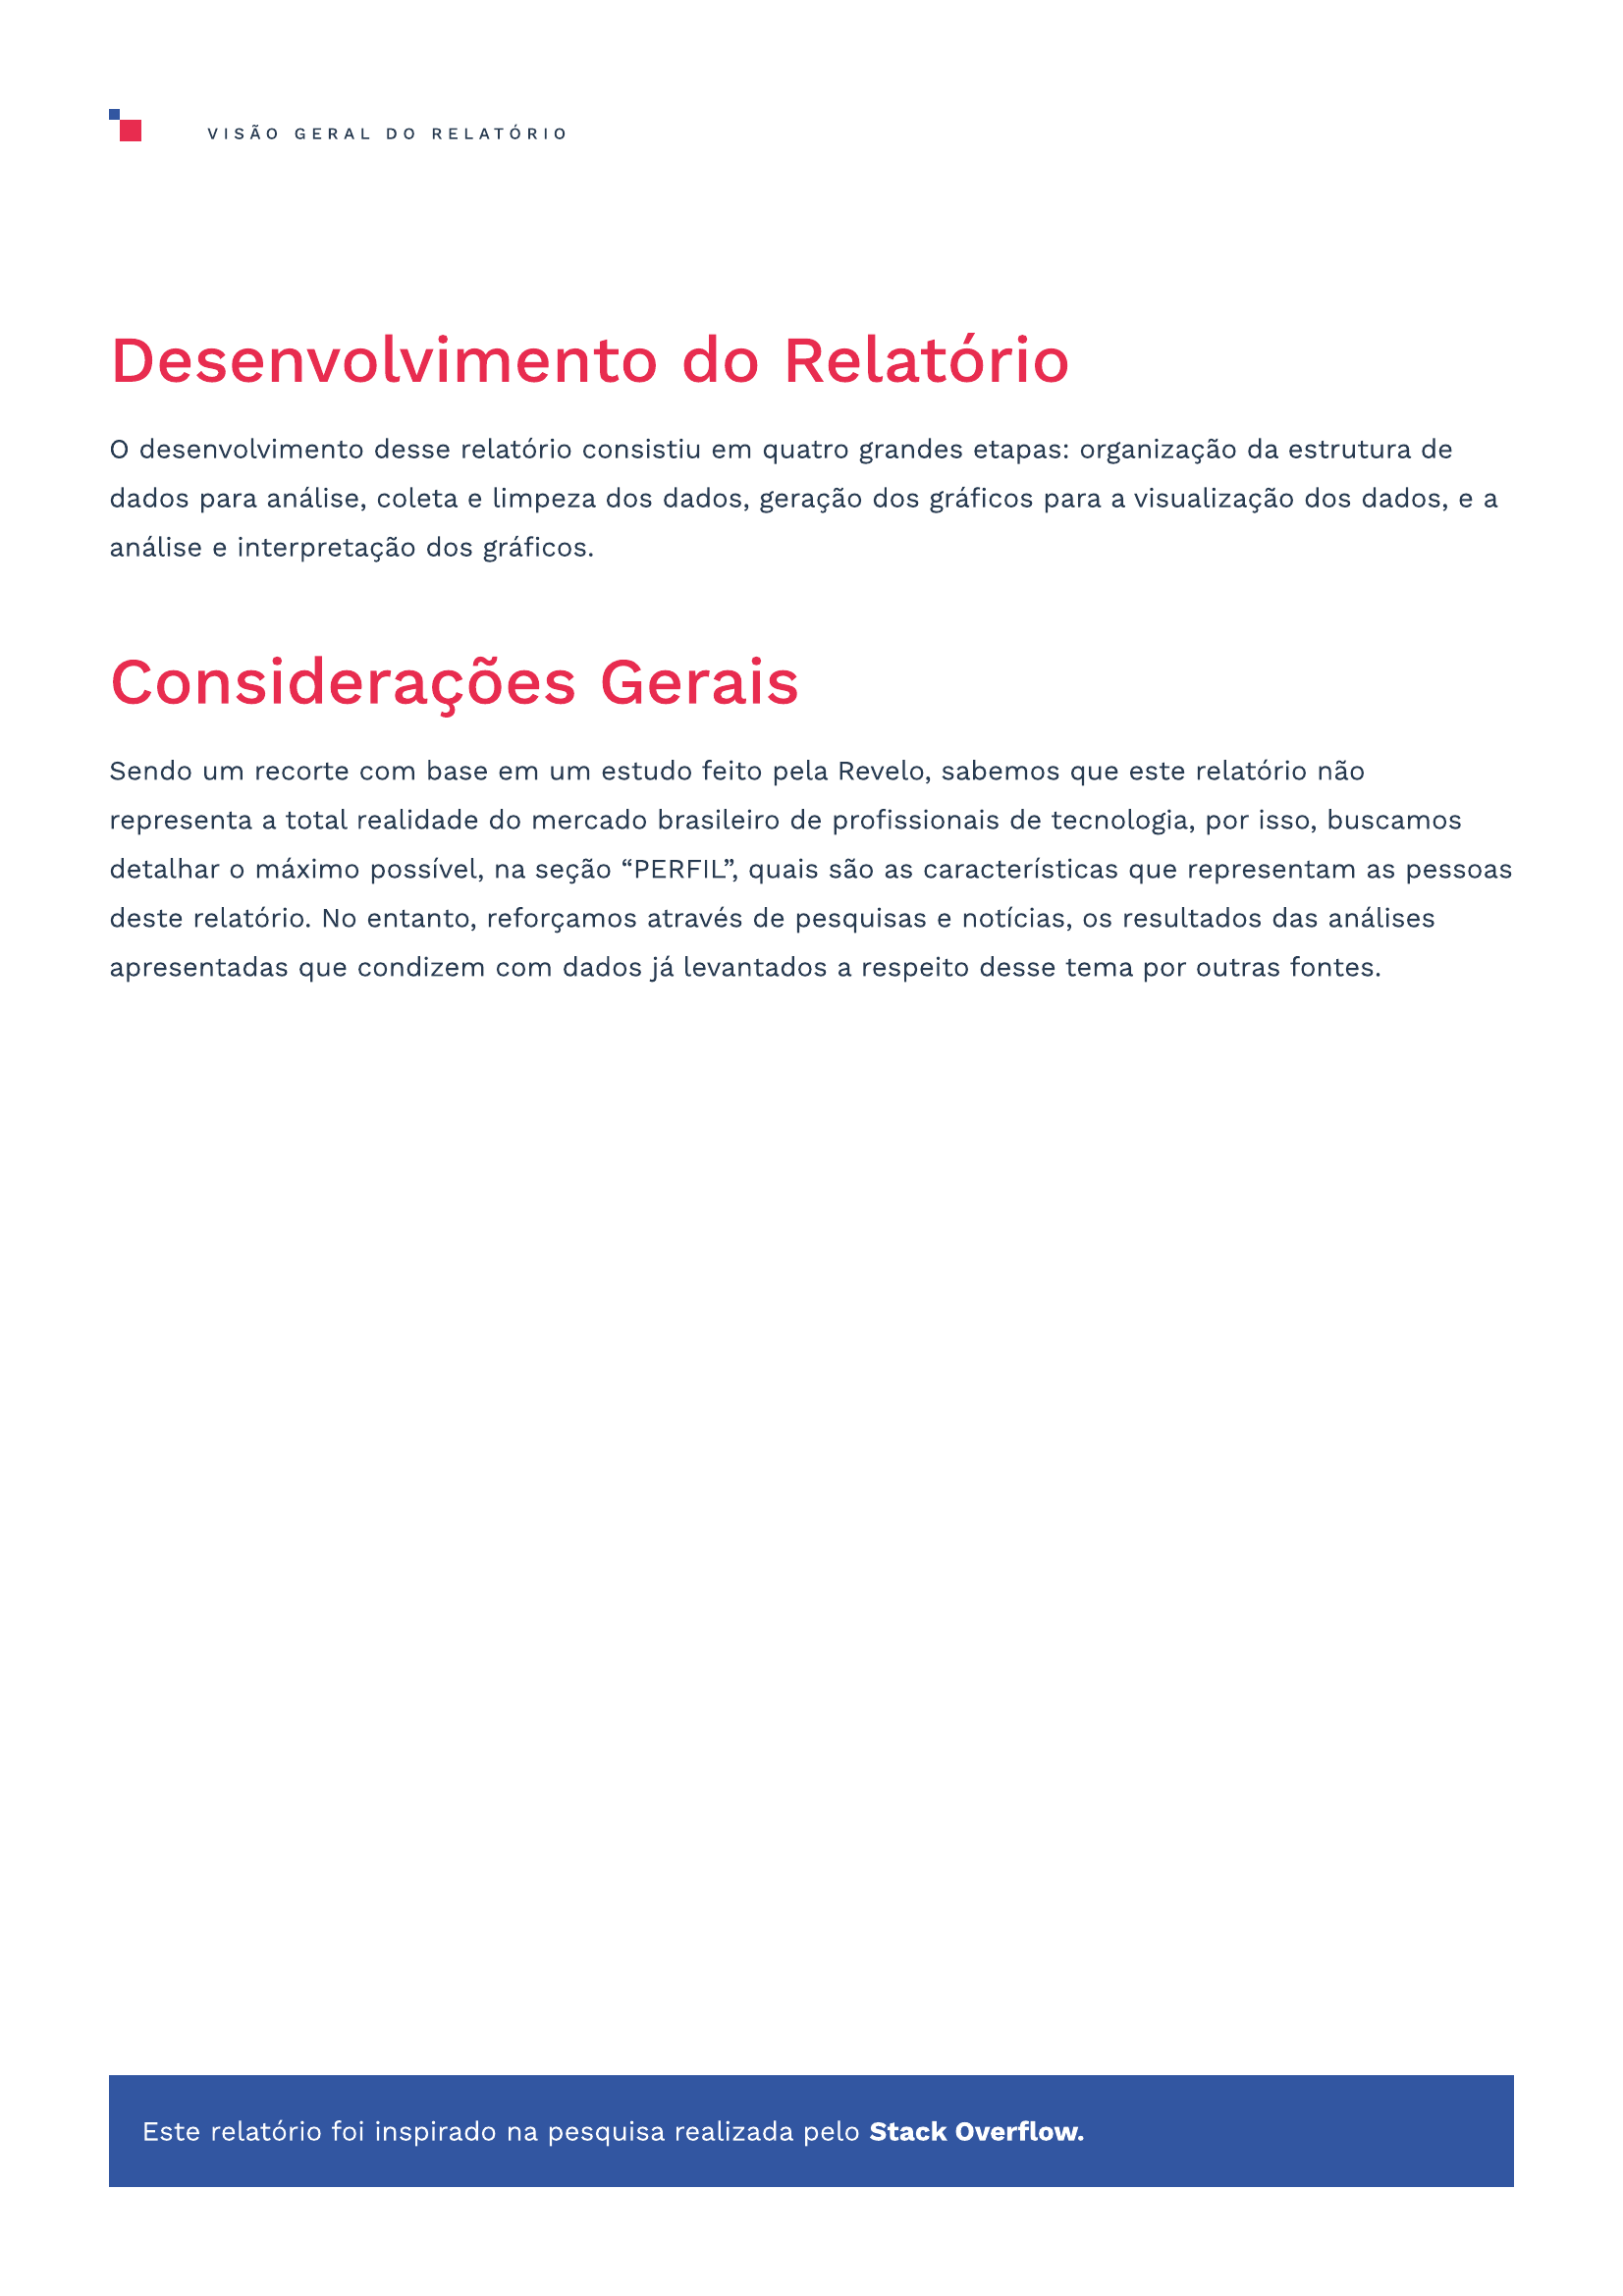 VISÃO GERAL DO RELATÓRIO
Desenvolvimento do Relatório
O desenvolvimento desse relatório consistiu em quatro grandes etapas: organização da estrutura de
dados para análise, coleta e limpeza dos dados, geração dos gráficos para a visualização dos dados, e a
análise e interpretação dos gráficos.
Considerações Gerais
Sendo um recorte com base em um estudo feito pela Revelo, sabemos que este relatório não
representa a total realidade do mercado brasileiro de profissionais de tecnologia, por isso, buscamos
detalhar o máximo possível, na seção “PERFIL”, quais são as características que representam as pessoas
deste relatório. No entanto, reforçamos através de pesquisas e notícias, os resultados das análises
apresentadas que condizem com dados já levantados a respeito desse tema por outras fontes.
Este relatório foi inspirado na pesquisa realizada pelo Stack Overflow.